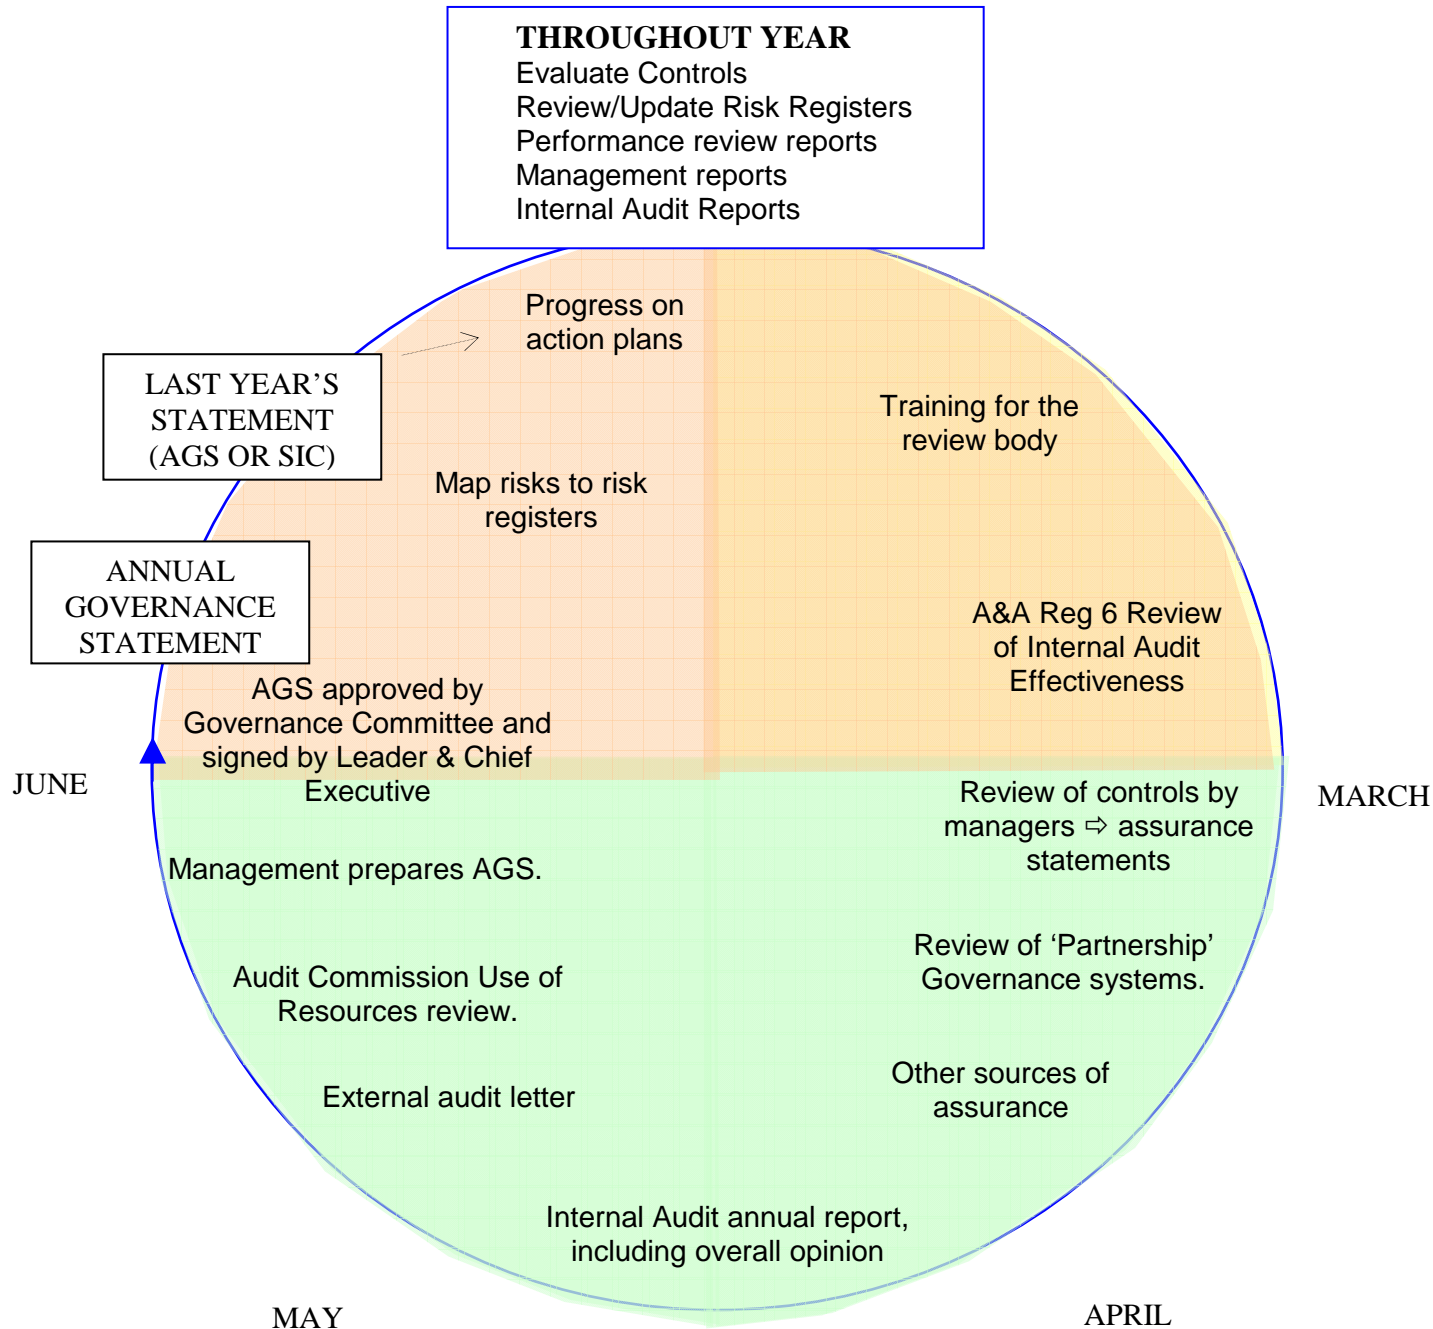 THROUGHOUT YEAR
Evaluate Controls
Review/Update Risk Registers
Performance review reports
Management reports
Internal Audit Reports
Progress on
action plans
LAST YEAR’S
STATEMENT
(AGS OR SIC)
Training for the
review body
Map risks to risk
registers
ANNUAL
GOVERNANCE
STATEMENT
A&A Reg 6 Review
of Internal Audit
Effectiveness
AGS approved by
Governance Committee and
signed by Leader & Chief
Executive
JUNE
MARCH
Review of controls by
managers ⇨ assurance
statements
Management prepares AGS.
Review of ‘Partnership’
Governance systems.
Audit Commission Use of
Resources review.
Other sources of
assurance
External audit letter
Internal Audit annual report,
including overall opinion
MAY
APRIL